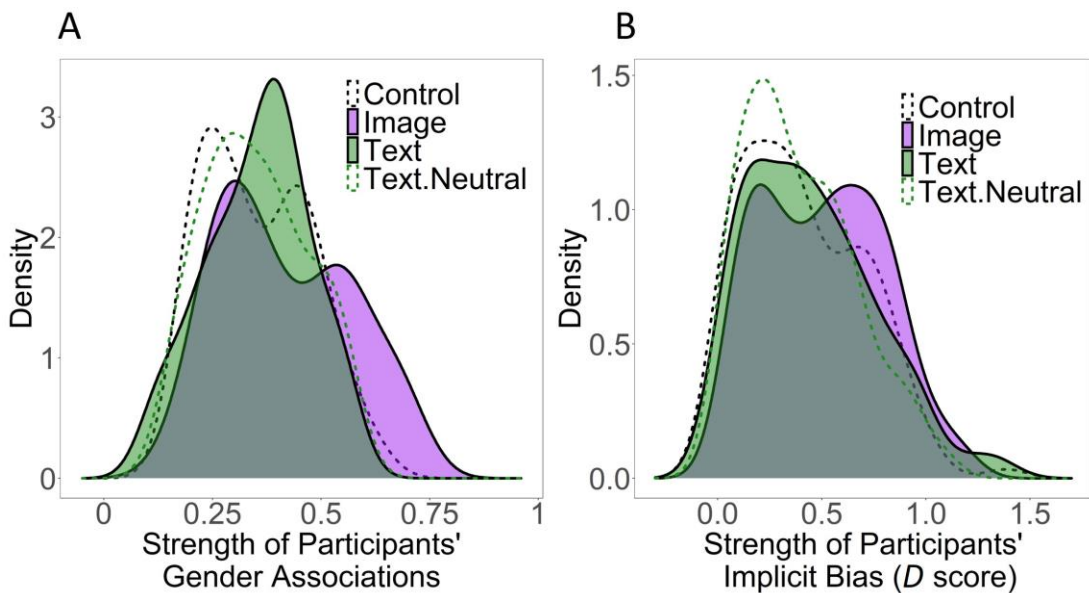 A
3
2
1
0
Density
Control
Image
Text
Text.Neutral
0
0.25
0.5
0.75
1
Strength of Participants'
Gender Associations
B
1.5
1.0
0.5
0.0
Density
Control
Image
Text
Text.Neutral
0.0
0.5
1.0
1.5
Strength of Participants'
Implicit Bias (D score)